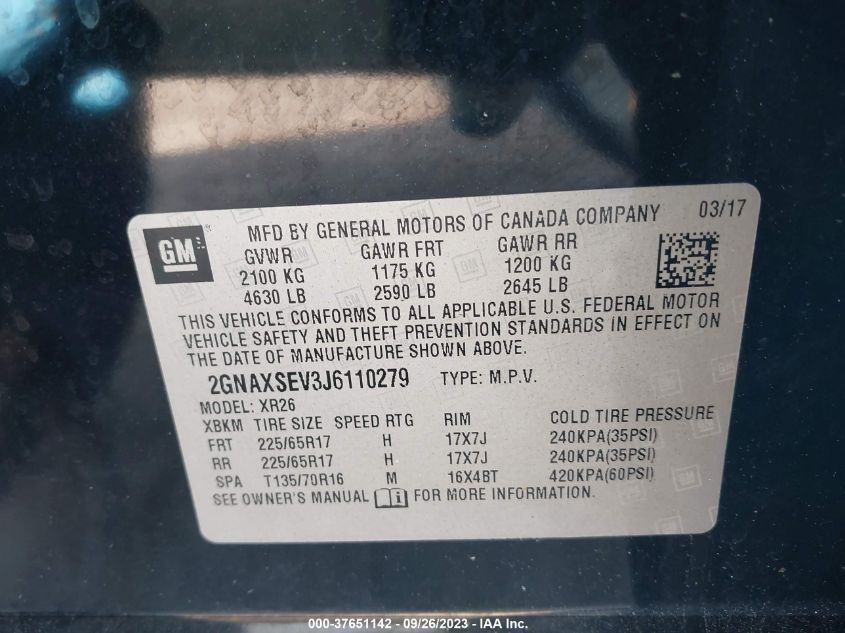 MFD BY GENERAL MOTORS OF CANADA COMPANY 03/17
GM
GVWR GAWR FRT GAWR RR
2100 KG 1175 KG 1200 KG
4630 LB 2590 LB 2645 LB
THIS VEHICLE CONFORMS TO ALL APPLICABLE U.S. FEDERAL MOTOR
VEHICLE SAFETY AND THEFT PREVENTION STANDARDS IN EFFECT ON
THE DATE OF MANUFACTURE SHOWN ABOVE.
2GNAXSEV3J6110279 TYPE: M.P.V.
MODEL: XR26
XBKM TIRE SIZE SPEED RTG RIM COLD TIRE PRESSURE
FRT 225/65R17 H 17X7J 240KPA(35PSI)
RR 225/65R17 H 17X7J 240KPA(35PSI)
SPA T135/70R16 M 16X4BT 420KPA(60PSI)
SEE OWNER'S MANUAL i FOR MORE INFORMATION.
000-37651142 - 09/26/2023 - IAA Inc.